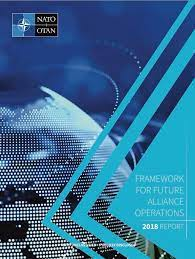 NATO
OTAN
FRAMEWORK
FOR FUTURE
ALLIANCE
OPERATIONS
2018 REPORT